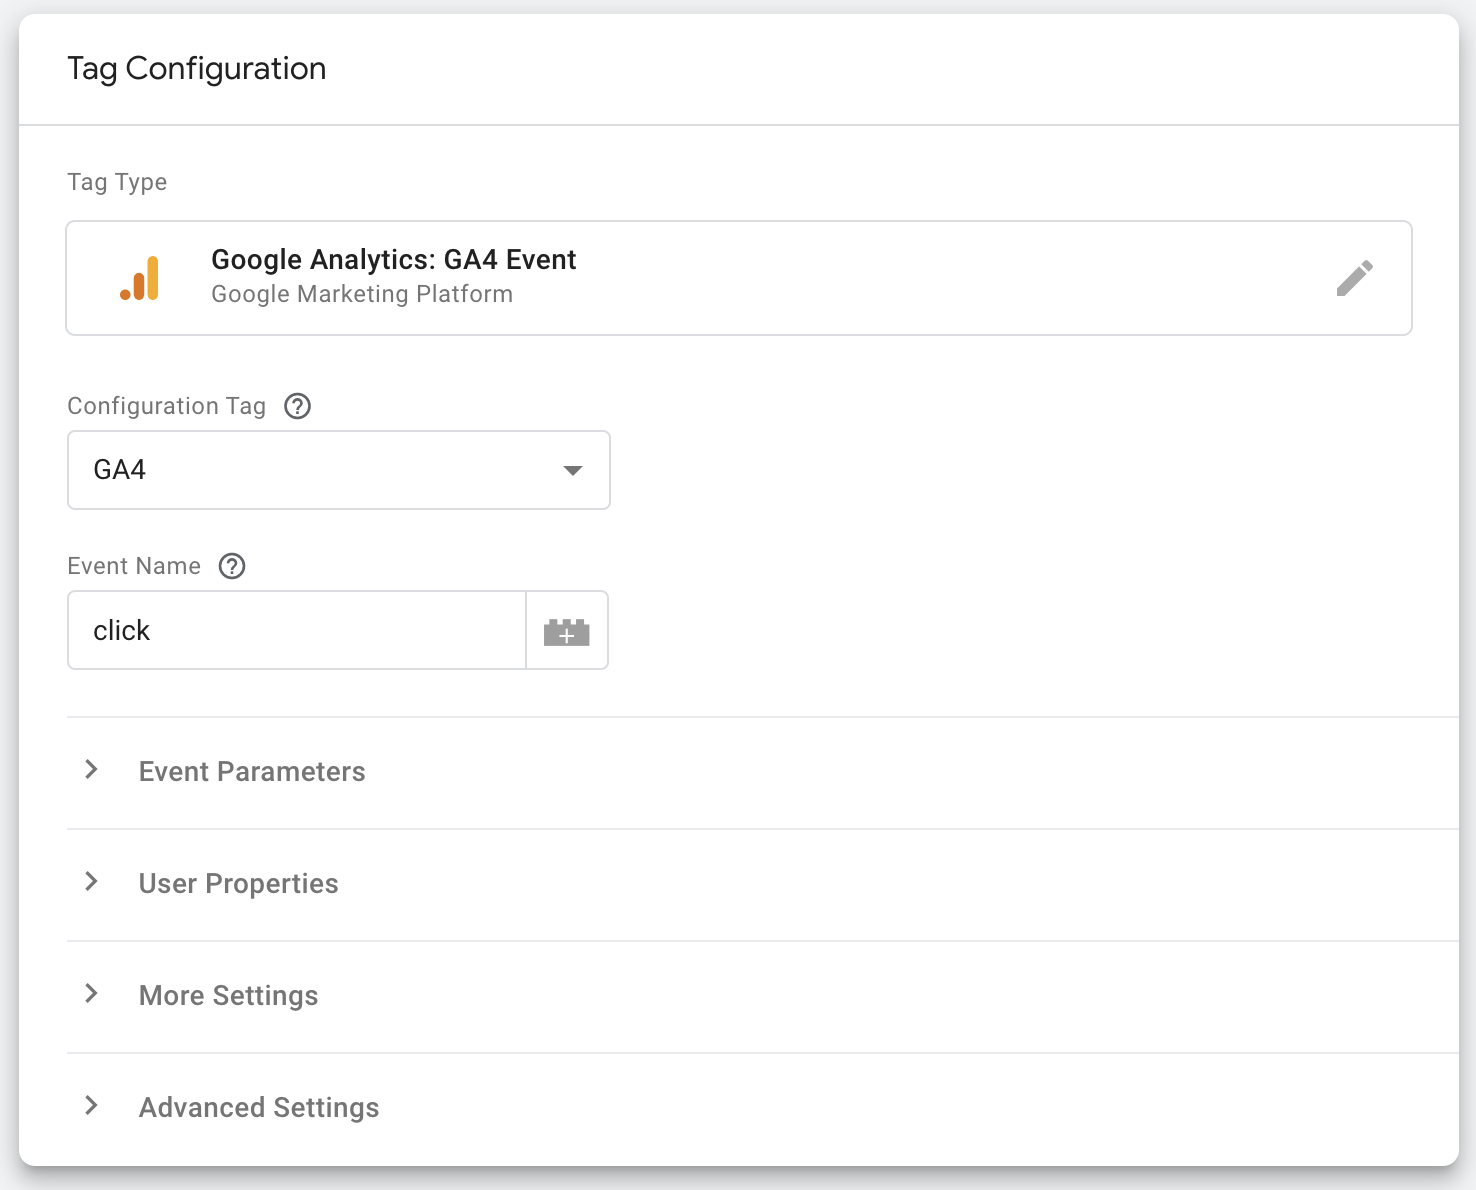 Tag Configuration
Tag Type
Google Analytics: GA4 Event
Google Marketing Platform
Configuration Tag
GA4
Event Name
click
Event Parameters
User Properties
More Settings
Advanced Settings